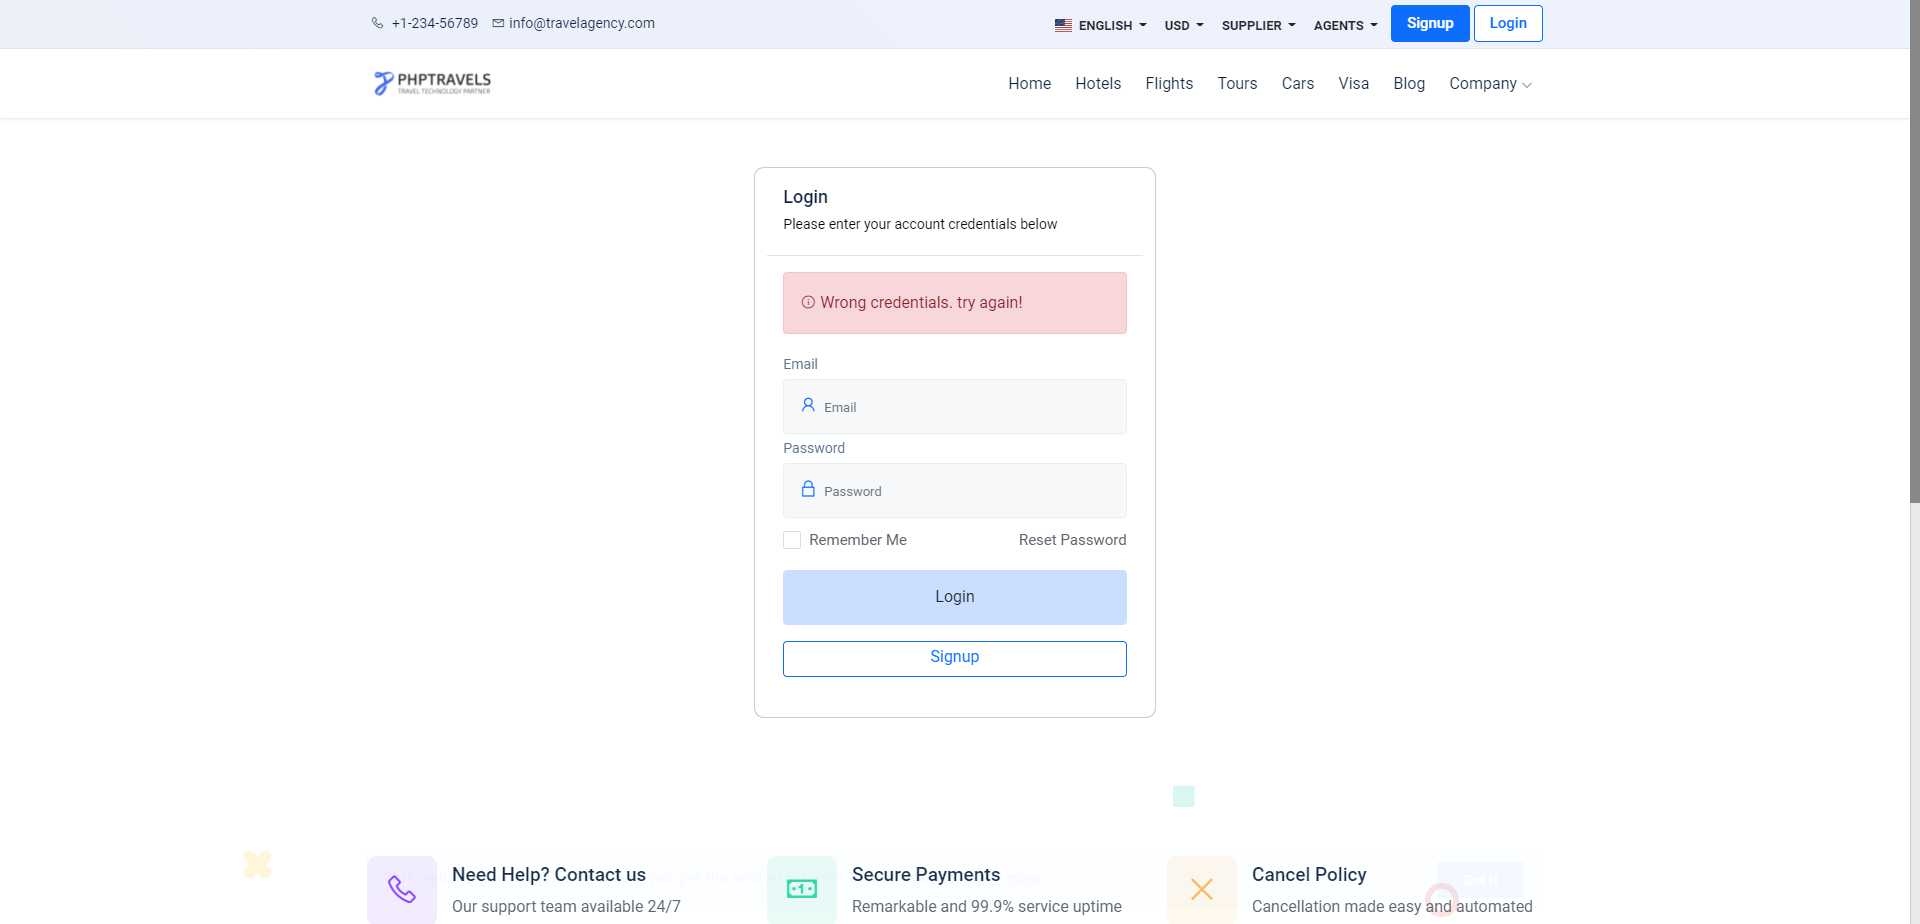 +1-234-56789 info@travelagency.com ENGLISH USD SUPPLIER AGENTS Signup Login
PHPTRAVELS
TRAVEL TECHNOLOGY PARTNER
Home Hotels Flights Tours Cars Visa Blog Company
Login
Please enter your account credentials below
Wrong credentials. try again!
Email
Email
Password
Password
Remember Me Reset Password
Login
Signup
Need Help? Contact us Secure Payments Cancel Policy
Got It
Our support team available 24/7 Remarkable and 99.9% service uptime Cancellation made easy and automated